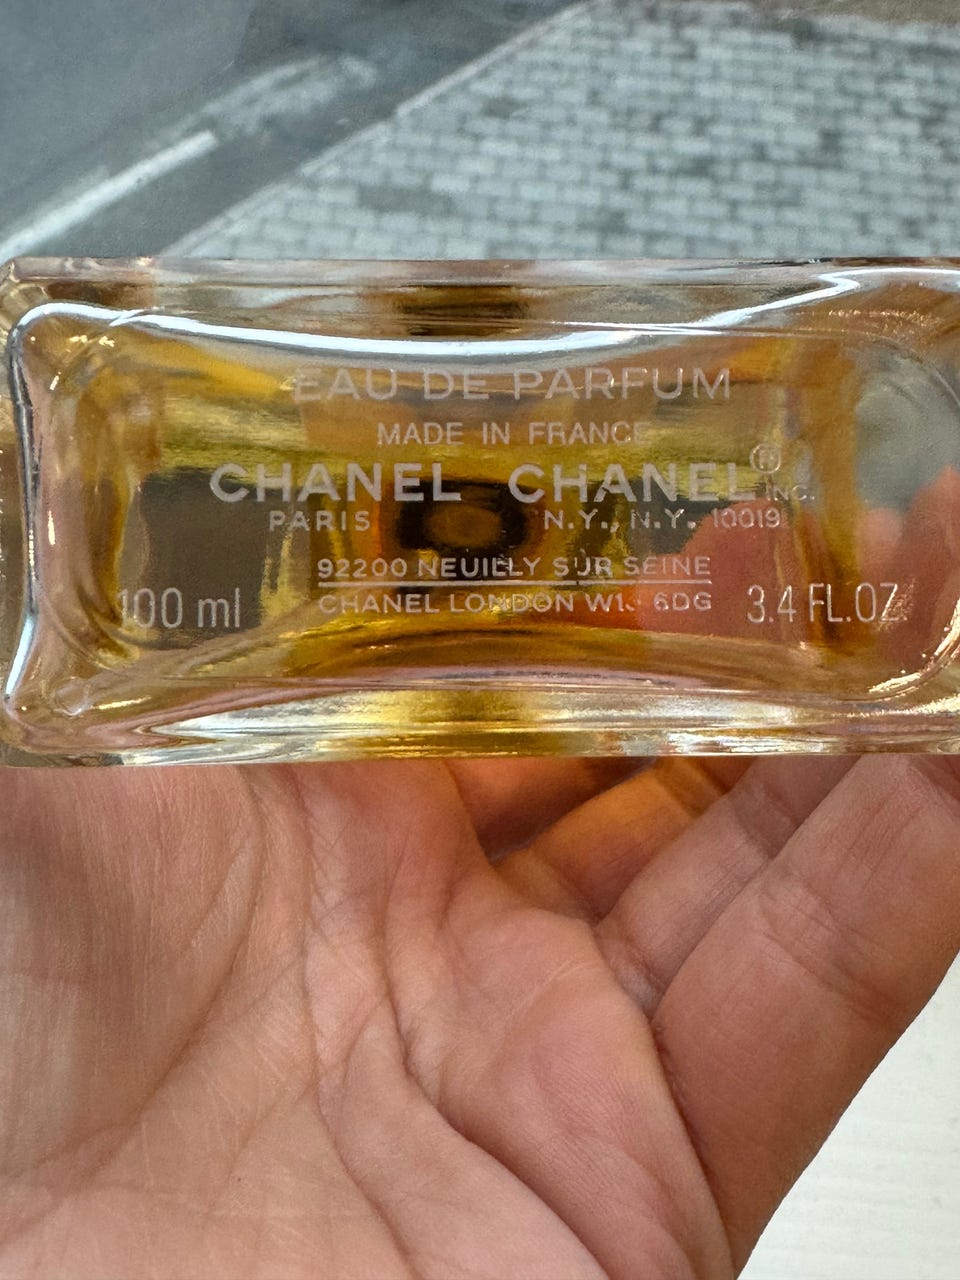 EAU DE PARFUM
MADE IN FRANCE
CHANEL CHANEL® INC.
PARIS N.Y., N.Y. 10019
92200 NEUILLY SUR SEINE
CHANEL LONDON W1. 6DG
100 ml 3.4 FL.OZ.